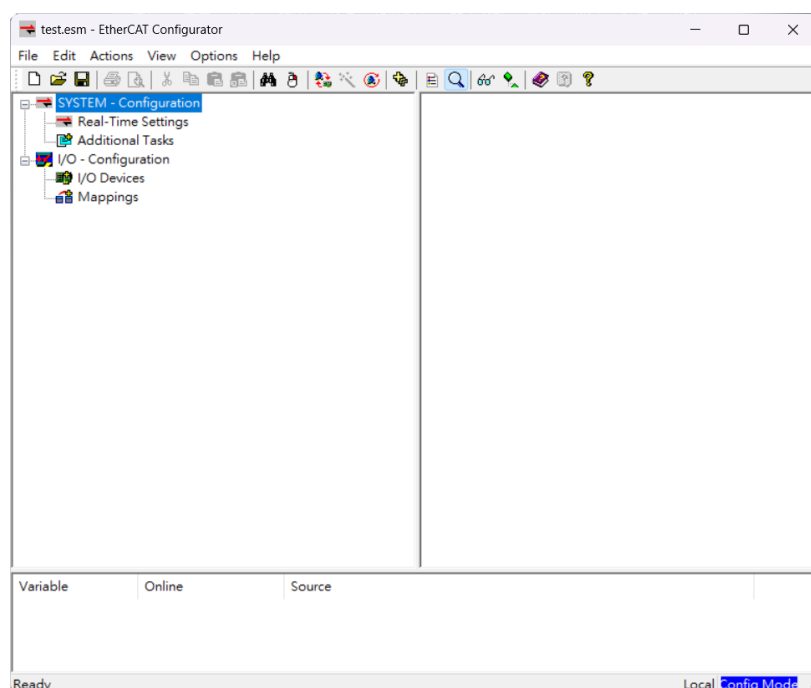 test.esm - EtherCAT Configurator
File Edit Actions View Options Help
SYSTEM - Configuration
Real-Time Settings
Additional Tasks
I/O - Configuration
I/O Devices
Mappings
Variable Online Source
Ready Local Config Mode